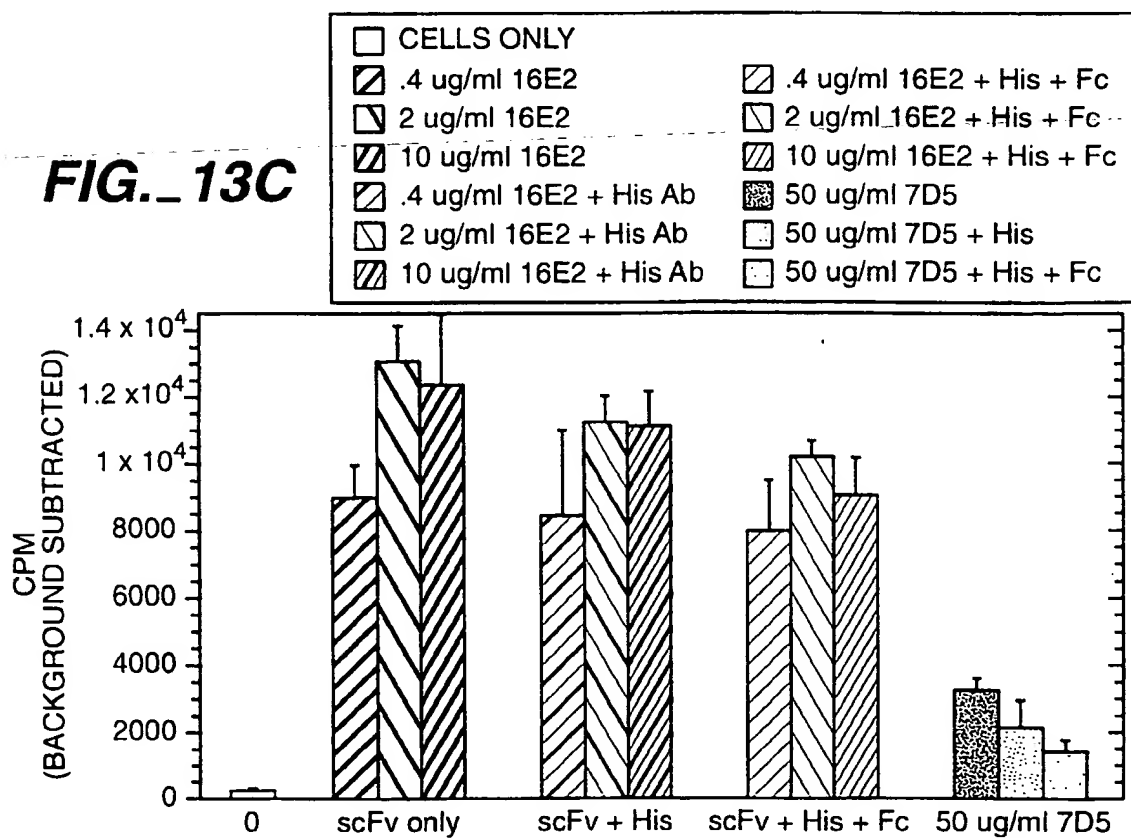 FIG._13C
CELLS ONLY
.4 ug/ml 16E2
2 ug/ml 16E2
10 ug/ml 16E2
.4 ug/ml 16E2 + His Ab
2 ug/ml 16E2 + His Ab
10 ug/ml 16E2 + His Ab
.4 ug/ml 16E2 + His + Fc
2 ug/ml 16E2 + His + Fc
10 ug/ml 16E2 + His + Fc
50 ug/ml 7D5
50 ug/ml 7D5 + His
50 ug/ml 7D5 + His + Fc
CPM
(BACKGROUND SUBTRACTED)
1.4 x 10⁴
1.2 x 10⁴
1 x 10⁴
8000
6000
4000
2000
0
0
scFv only
scFv + His
scFv + His + Fc
50 ug/ml 7D5